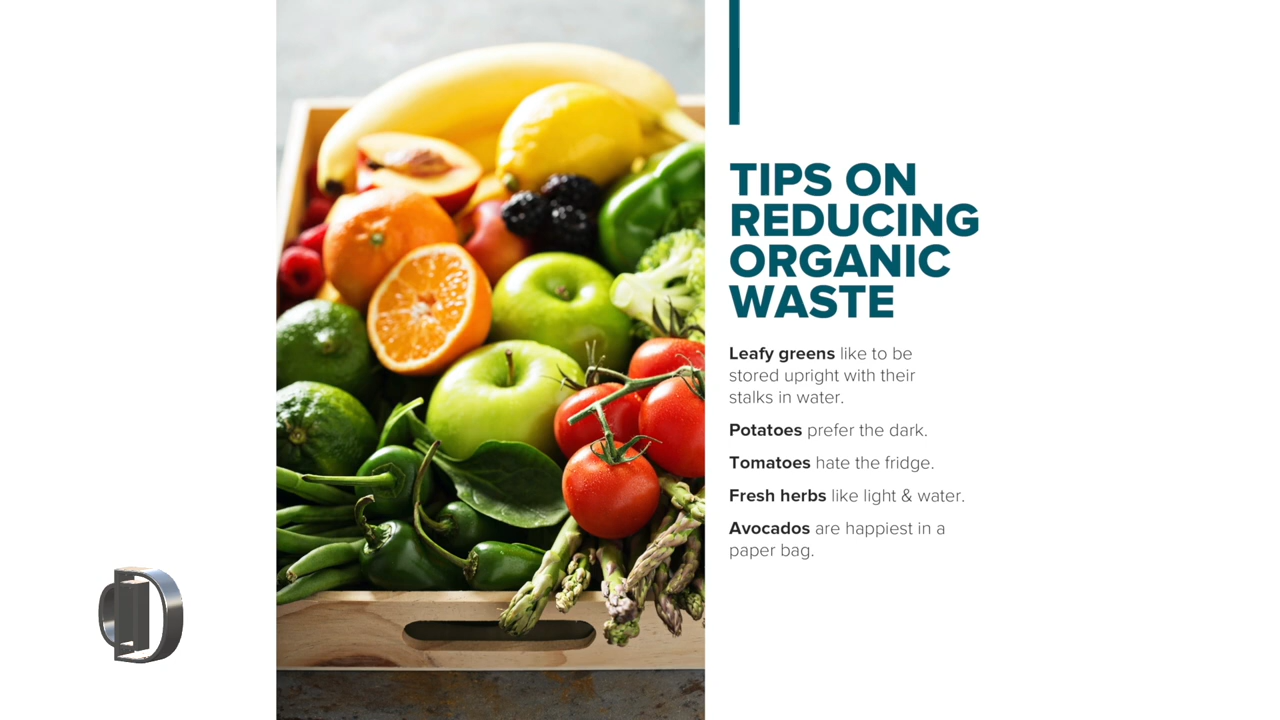 TIPS ON
REDUCING
ORGANIC
WASTE
Leafy greens like to be
stored upright with their
stalks in water.
Potatoes prefer the dark.
Tomatoes hate the fridge.
Fresh herbs like light & water.
Avocados are happiest in a
paper bag.